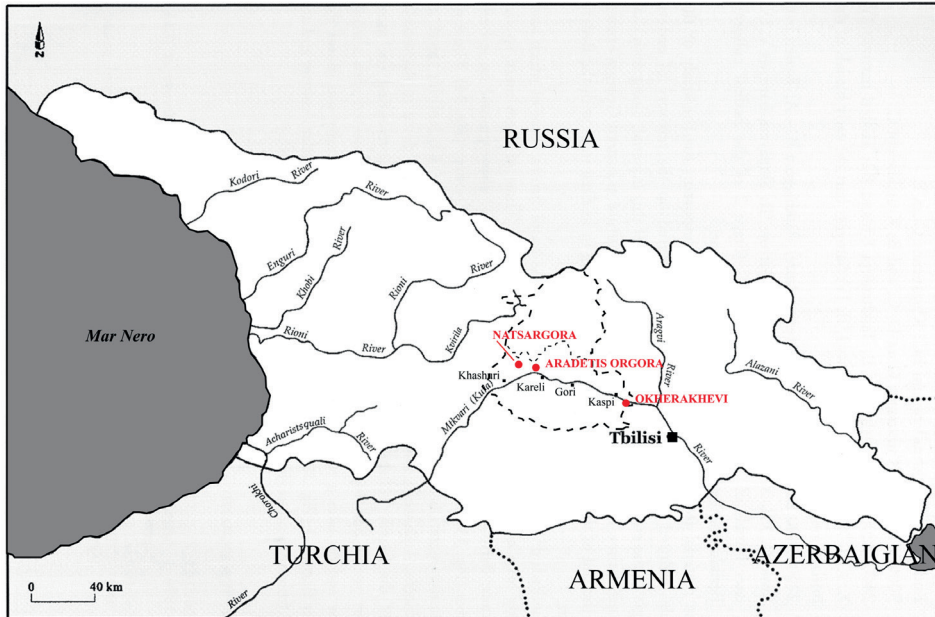 N
RUSSIA
Kodori
River
Enguri
River
Khobi
River
Rioni
River
Mar Nero
Rioni
River
Kvirila
Aragvi
River
Alazani
River
NATSARGORA
ARADETIS ORGORA
Khashuri
Kareli
Gori
Kaspi
OKHERAKHEVI
Mtkvari (Kura)
Tbilisi
River
Acharistsquali
River
Chorokhi
River
TURCHIA
ARMENIA
AZERBAIGIAN
0
40 km